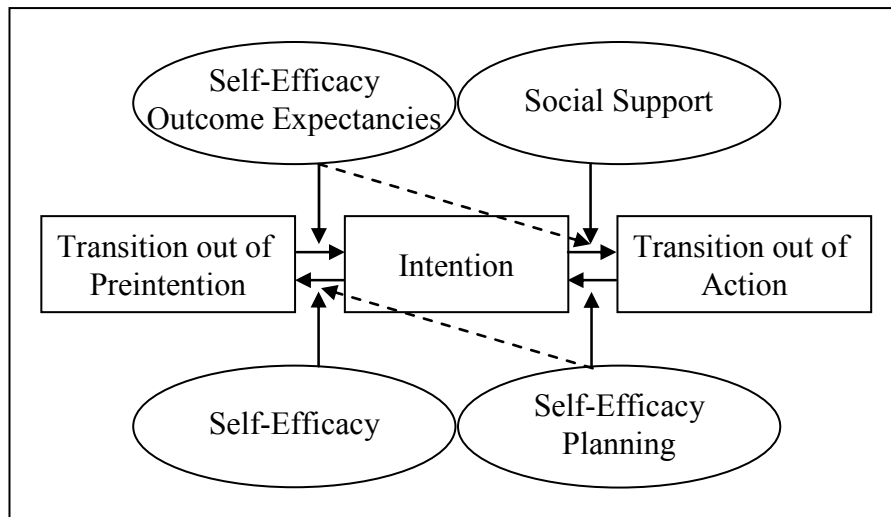 Self-Efficacy
Outcome Expectancies
Social Support
Transition out of
Preintention
Intention
Transition out of
Action
Self-Efficacy
Self-Efficacy
Planning